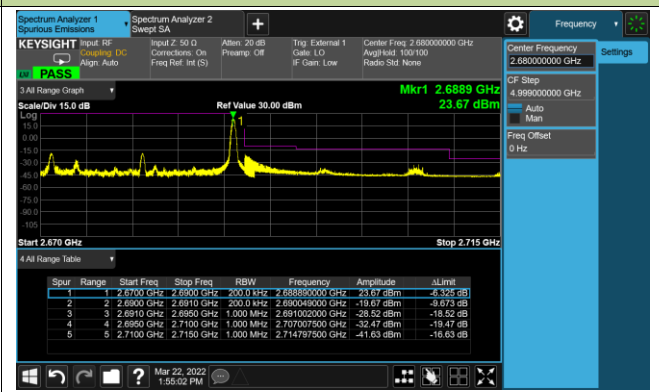 Spectrum Analyzer 1
Spurious Emissions
Spectrum Analyzer 2
Swept SA
+
Frequency
KEYSIGHT
Input: RF
Coupling: DC
Align: Auto
Input Z: 50 Ω
Corrections: On
Freq Ref: Int (S)
Atten: 20 dB
Preamp: Off
Trig: External 1
Gate: LO
IF Gain: Low
Center Freq: 2.680000000 GHz
Avg|Hold: 100/100
Radio Std: None
PASS
Center Frequency
2.680000000 GHz
Settings
CF Step
4.999000000 GHz
Auto
Man
Freq Offset
0 Hz
3 All Range Graph
Mkr1 2.6889 GHz
23.67 dBm
Scale/Div 15.0 dB
Ref Value 30.00 dBm
Log
15.0
0.00
-15.0
-30.0
-45.0
-60.0
-75.0
-90.0
-105
1
Start 2.670 GHz
Stop 2.715 GHz
4 All Range Table
Spur Range Start Freq Stop Freq RBW Frequency Amplitude ΔLimit
1 1 2.6700 GHz 2.6900 GHz 200.0 kHz 2.688890000 GHz 23.67 dBm -6.325 dB
2 2 2.6900 GHz 2.6910 GHz 200.0 kHz 2.690049000 GHz -19.67 dBm -9.673 dB
3 3 2.6910 GHz 2.6950 GHz 1.000 MHz 2.691002000 GHz -28.52 dBm -18.52 dB
4 4 2.6950 GHz 2.7100 GHz 1.000 MHz 2.707007500 GHz -32.47 dBm -19.47 dB
5 5 2.7100 GHz 2.7150 GHz 1.000 MHz 2.714797500 GHz -41.63 dBm -16.63 dB
?
Mar 22, 2022
1:55:02 PM